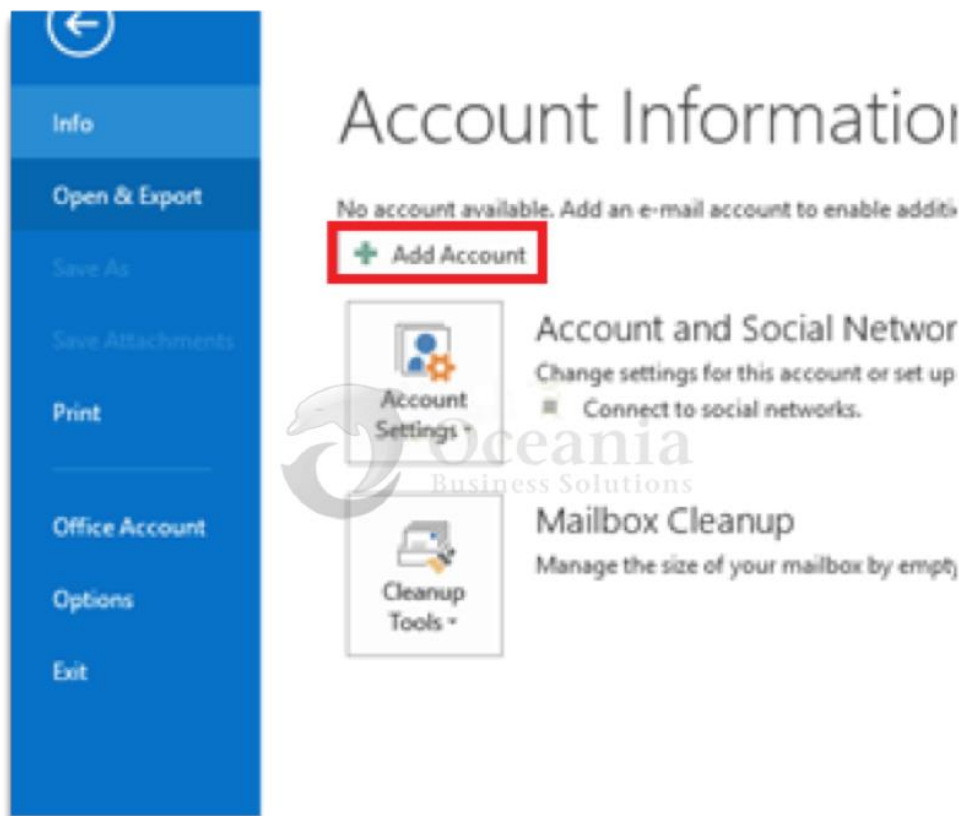 Info
Open & Export
Save As
Save Attachments
Print
Office Account
Options
Exit
Account Information
No account available. Add an e-mail account to enable additi
Add Account
Account Settings
Account and Social Networ
Change settings for this account or set up
Connect to social networks.
Oceania
Business Solutions
Cleanup Tools
Mailbox Cleanup
Manage the size of your mailbox by empty